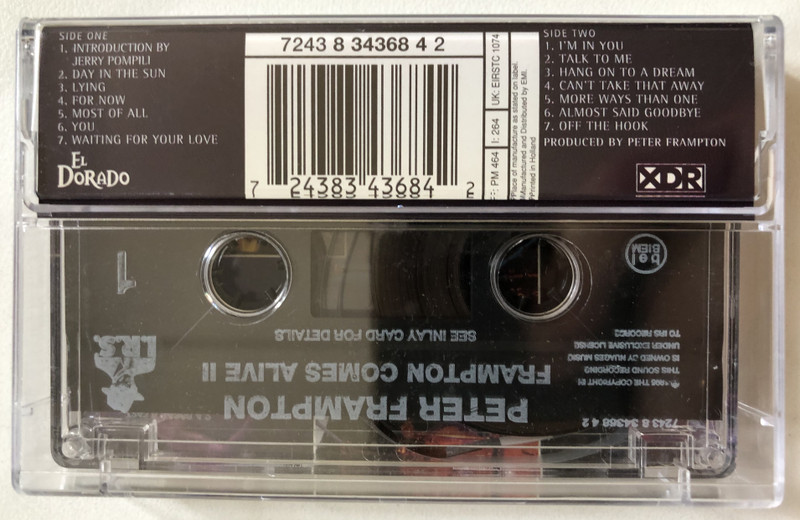 SIDE ONE
1. INTRODUCTION BY
JERRY POMPILI
2. DAY IN THE SUN
3. LYING
4. FOR NOW
5. MOST OF ALL
6. YOU
7. WAITING FOR YOUR LOVE
EL
DORADO
7243 8 34368 4 2
7 24383 43684 2
F: PM 464 I: 264 UK: EIRSTC 1074
Place of manufacture as stated on label.
Manufactured and Distributed by EMI.
Printed in Holland
SIDE TWO
1. I'M IN YOU
2. TALK TO ME
3. HANG ON TO A DREAM
4. CAN'T TAKE THAT AWAY
5. MORE WAYS THAN ONE
6. ALMOST SAID GOODBYE
7. OFF THE HOOK
PRODUCED BY PETER FRAMPTON
XDR
7243 8 34368 4 2
PETER FRAMPTON
FRAMPTON COMES ALIVE II
SEE INLAY CARD FOR DETAILS
I.R.S.
THE COPYRIGHT IN
THIS SOUND RECORDING
IS OWNED BY NUAGES MUSIC
UNDER EXCLUSIVE LICENSE
TO IRS RECORDS
bel
BIEM
1